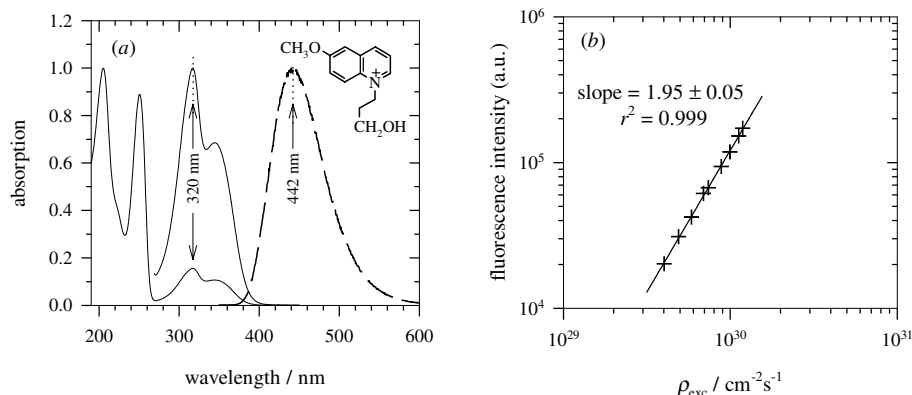 (a)
1.2
1.0
0.8
0.6
0.4
0.2
0.0
absorption
200 300 400 500 600
wavelength / nm
320 nm
442 nm
CH3O
N+
CH2OH
(b)
10^6
10^5
10^4
fluorescence intensity (a.u.)
slope = 1.95 ± 0.05
r² = 0.999
10^29 10^30 10^31
ρexc / cm⁻²s⁻¹